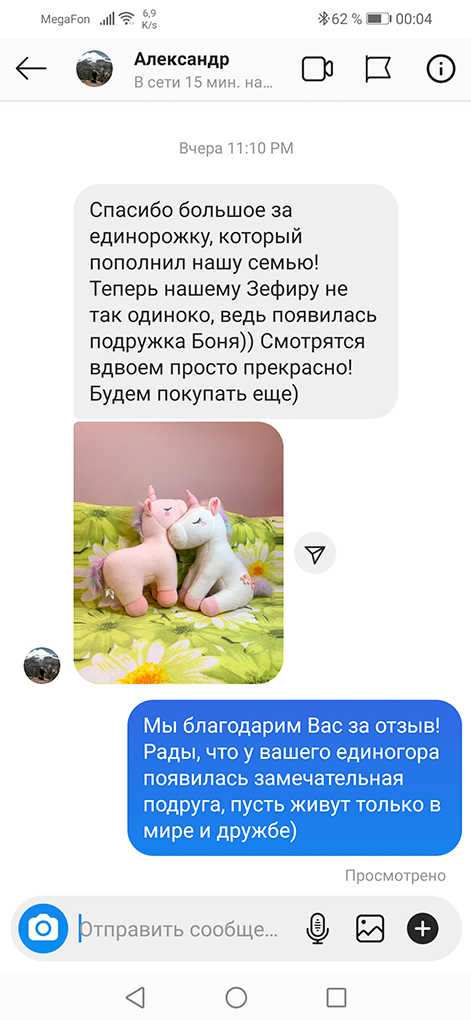 MegaFon 6,9 K/s 62 % 00:04
Александр
В сети 15 мин. на...
Вчера 11:10 PM
Спасибо большое за
единорожку, который
пополнил нашу семью!
Теперь нашему Зефиру не
так одиноко, ведь появилась
подружка Боня)) Смотрятся
вдвоем просто прекрасно!
Будем покупать еще)
Мы благодарим Вас за отзыв!
Рады, что у вашего единогора
появилась замечательная
подруга, пусть живут только в
мире и дружбе)
Просмотрено
Отправить сообще...